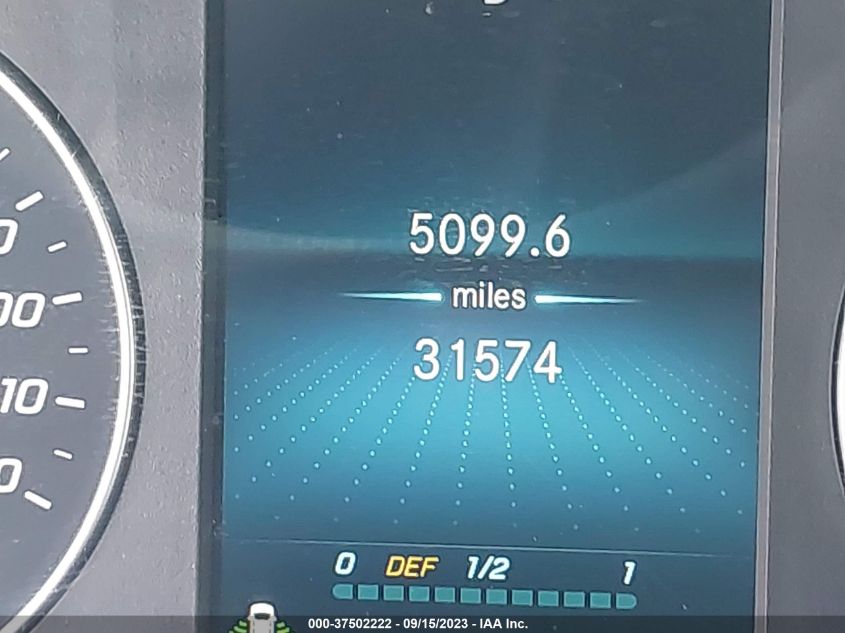 5099.6
miles
31574
0 DEF 1/2 1
000-37502222 - 09/15/2023 - IAA Inc.